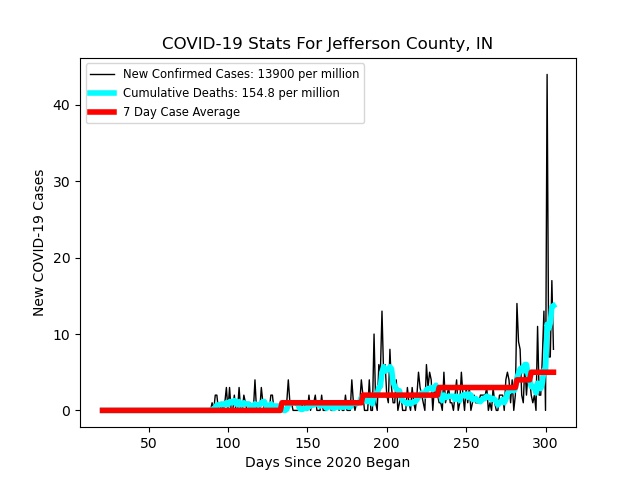 COVID-19 Stats For Jefferson County, IN
New Confirmed Cases: 13900 per million
Cumulative Deaths: 154.8 per million
7 Day Case Average
New COVID-19 Cases
40
30
20
10
0
50 100 150 200 250 300
Days Since 2020 Began